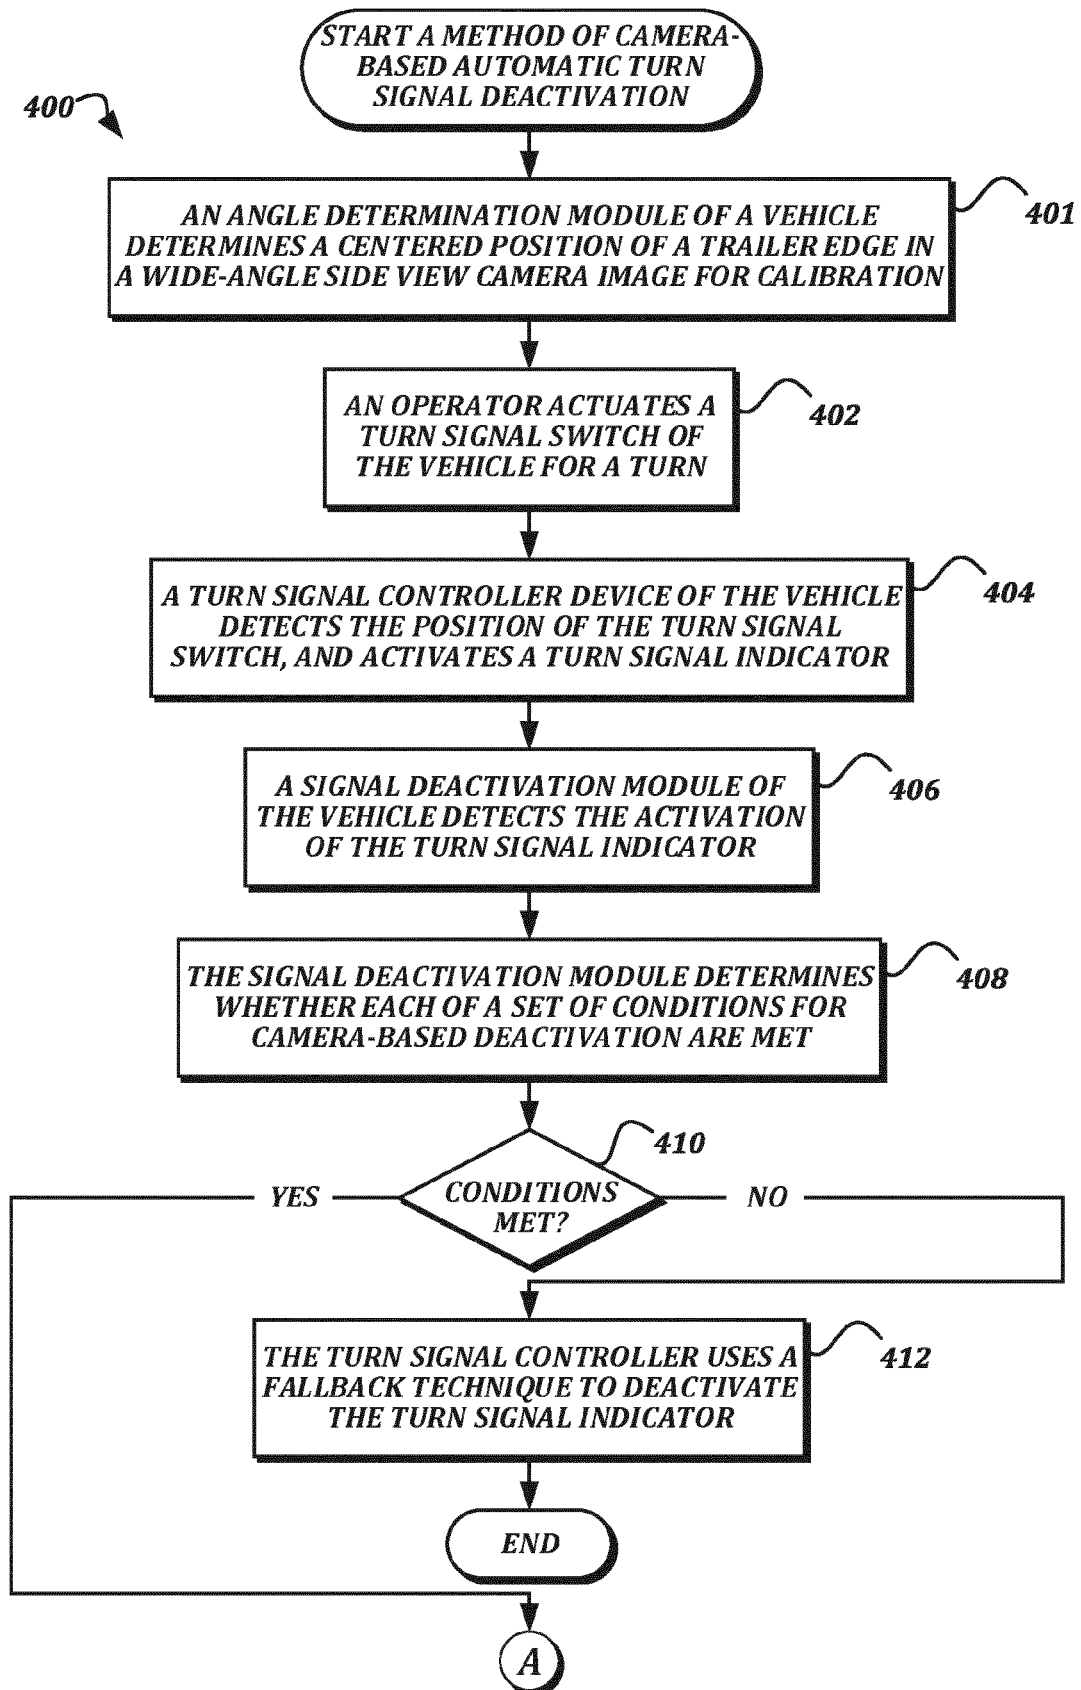 START A METHOD OF CAMERA-
BASED AUTOMATIC TURN
SIGNAL DEACTIVATION
400
AN ANGLE DETERMINATION MODULE OF A VEHICLE
DETERMINES A CENTERED POSITION OF A TRAILER EDGE IN
A WIDE-ANGLE SIDE VIEW CAMERA IMAGE FOR CALIBRATION
401
AN OPERATOR ACTUATES A
TURN SIGNAL SWITCH OF
THE VEHICLE FOR A TURN
402
A TURN SIGNAL CONTROLLER DEVICE OF THE VEHICLE
DETECTS THE POSITION OF THE TURN SIGNAL
SWITCH, AND ACTIVATES A TURN SIGNAL INDICATOR
404
A SIGNAL DEACTIVATION MODULE OF
THE VEHICLE DETECTS THE ACTIVATION
OF THE TURN SIGNAL INDICATOR
406
THE SIGNAL DEACTIVATION MODULE DETERMINES
WHETHER EACH OF A SET OF CONDITIONS FOR
CAMERA-BASED DEACTIVATION ARE MET
408
410
YES
CONDITIONS
MET?
NO
THE TURN SIGNAL CONTROLLER USES A
FALLBACK TECHNIQUE TO DEACTIVATE
THE TURN SIGNAL INDICATOR
412
END
A